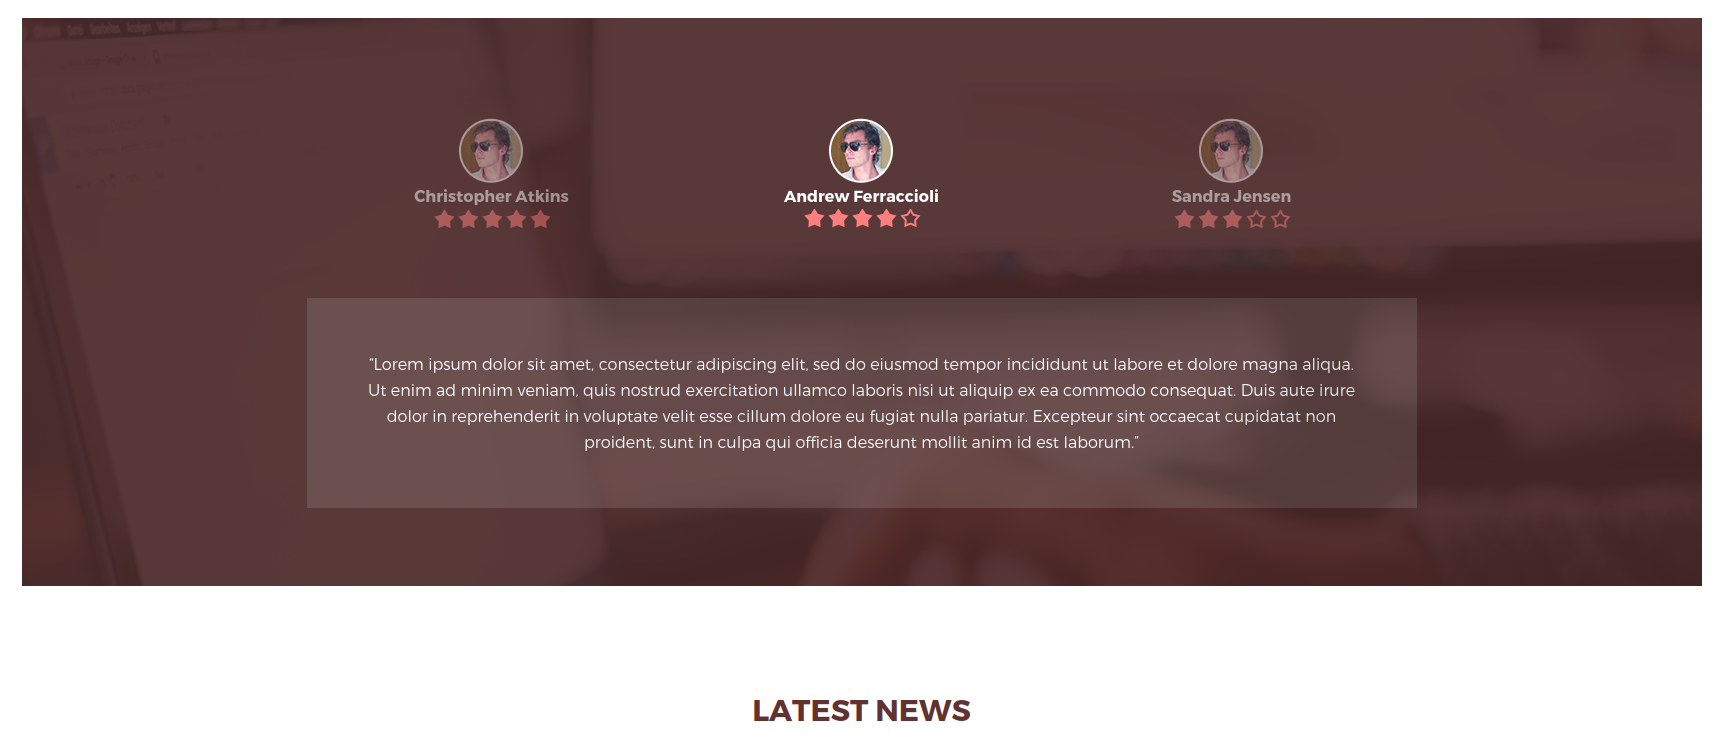 Christopher Atkins
Andrew Ferraccioli
Sandra Jensen
“Lorem ipsum dolor sit amet, consectetur adipiscing elit, sed do eiusmod tempor incididunt ut labore et dolore magna aliqua.
Ut enim ad minim veniam, quis nostrud exercitation ullamco laboris nisi ut aliquip ex ea commodo consequat. Duis aute irure
dolor in reprehenderit in voluptate velit esse cillum dolore eu fugiat nulla pariatur. Excepteur sint occaecat cupidatat non
proident, sunt in culpa qui officia deserunt mollit anim id est laborum.”
LATEST NEWS